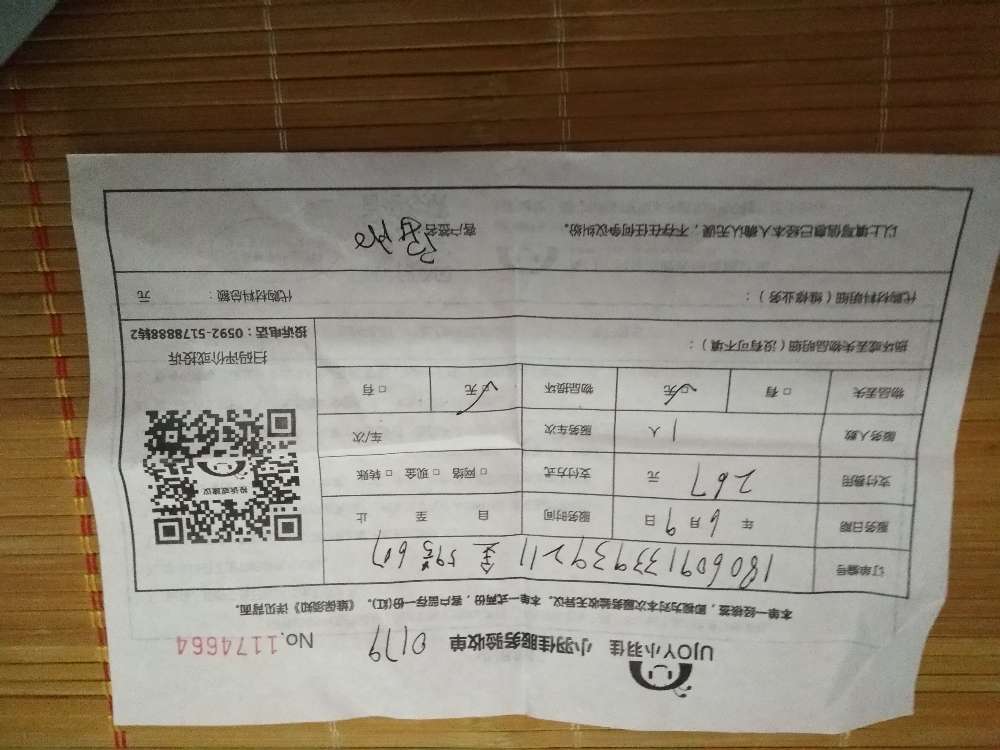 UJOY小羽佳 小羽佳服务验收单 0179 No.1174664
本单一经核签，即视为对本次服务验收无异议。本单一式两份，客户留存一份(红)。《雄保须知》详见背面。
订单编号 180609113393921
服务日期 年 6 月 9 日 服务时间 自 至 止
支付费用 267 元 支付方式 □网络 □现金 □转账
服务人数 1 人 服务车次 车/次
物品丢失 □有 □无 物品损坏 □无 □有
投诉或建议
扫码评价或投诉
投诉电话：0592-5178888转2
损坏或丢失物品明细（没有可不填）：
代购材料明细（维修业务）： 代购材料总额： 元
以上填写信息已经本人确认无误，不存在任何争议纠纷。 客户签名